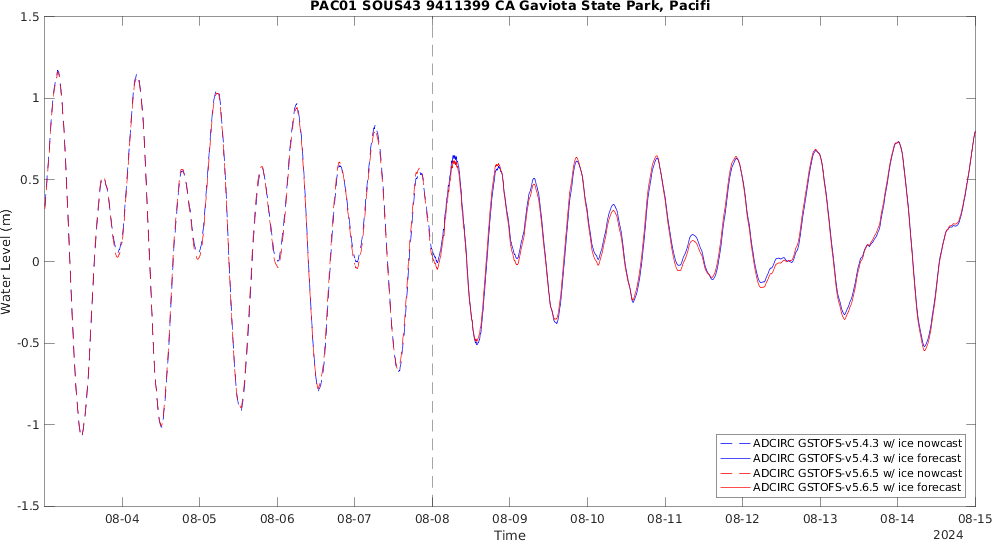 PAC01 SOUS43 9411399 CA Gaviota State Park, Pacifi
1.5
1
0.5
0
-0.5
-1
-1.5
Water Level (m)
08-04 08-05 08-06 08-07 08-08 08-09 08-10 08-11 08-12 08-13 08-14 08-15
Time
2024
ADCIRC GSTOFS-v5.4.3 w/ ice nowcast
ADCIRC GSTOFS-v5.4.3 w/ ice forecast
ADCIRC GSTOFS-v5.6.5 w/ ice nowcast
ADCIRC GSTOFS-v5.6.5 w/ ice forecast